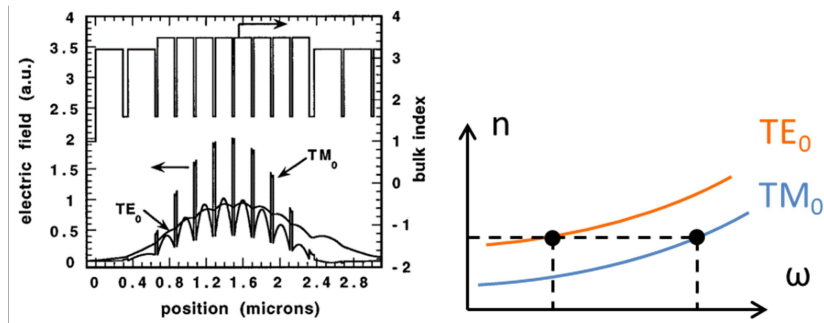 electric field (a.u.)
4
3.5
3
2.5
2
1.5
1
0.5
0
4
3
2
1
0
- 1
- 2
bulk index
TM0
TE0
0 0.4 0.8 1.2 1.6 2 2.4 2.8
position (microns)
n
TE0
TM0
ω